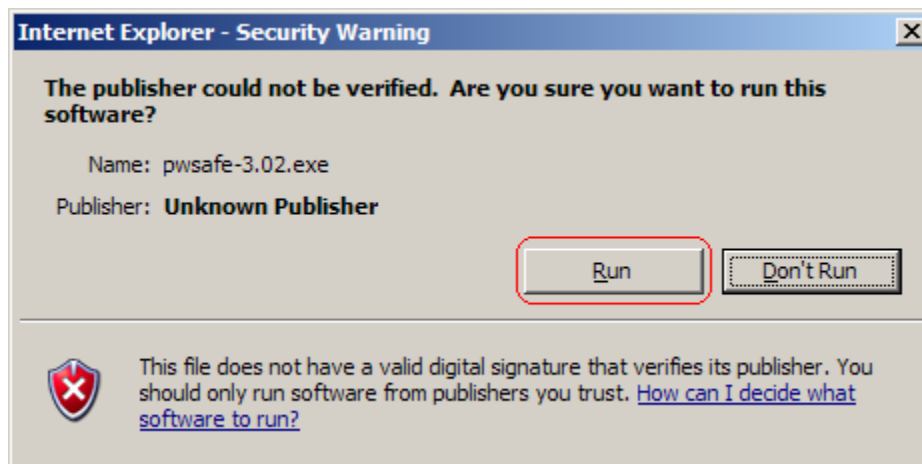 Internet Explorer - Security Warning
The publisher could not be verified.  Are you sure you want to run this
software?
Name: pwsafe-3.02.exe
Publisher: Unknown Publisher
Run Don't Run
This file does not have a valid digital signature that verifies its publisher. You
should only run software from publishers you trust. How can I decide what
software to run?